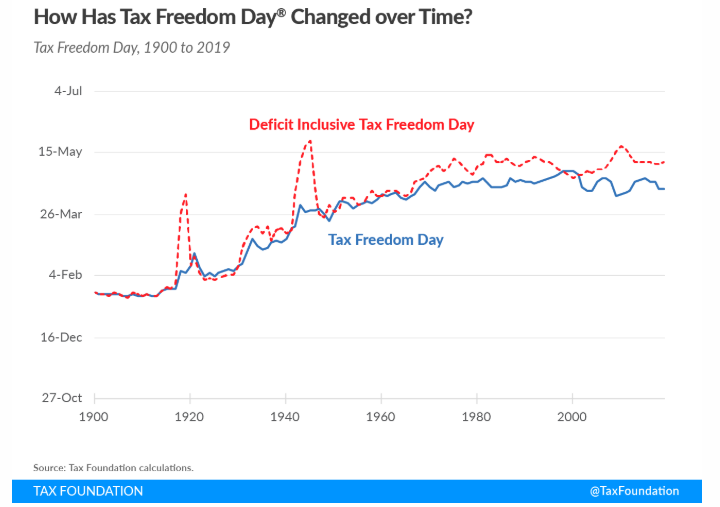 How Has Tax Freedom Day® Changed over Time?
Tax Freedom Day, 1900 to 2019
4-Jul
Deficit Inclusive Tax Freedom Day
15-May
26-Mar
Tax Freedom Day
4-Feb
16-Dec
27-Oct
1900 1920 1940 1960 1980 2000
Source: Tax Foundation calculations.
TAX FOUNDATION @TaxFoundation